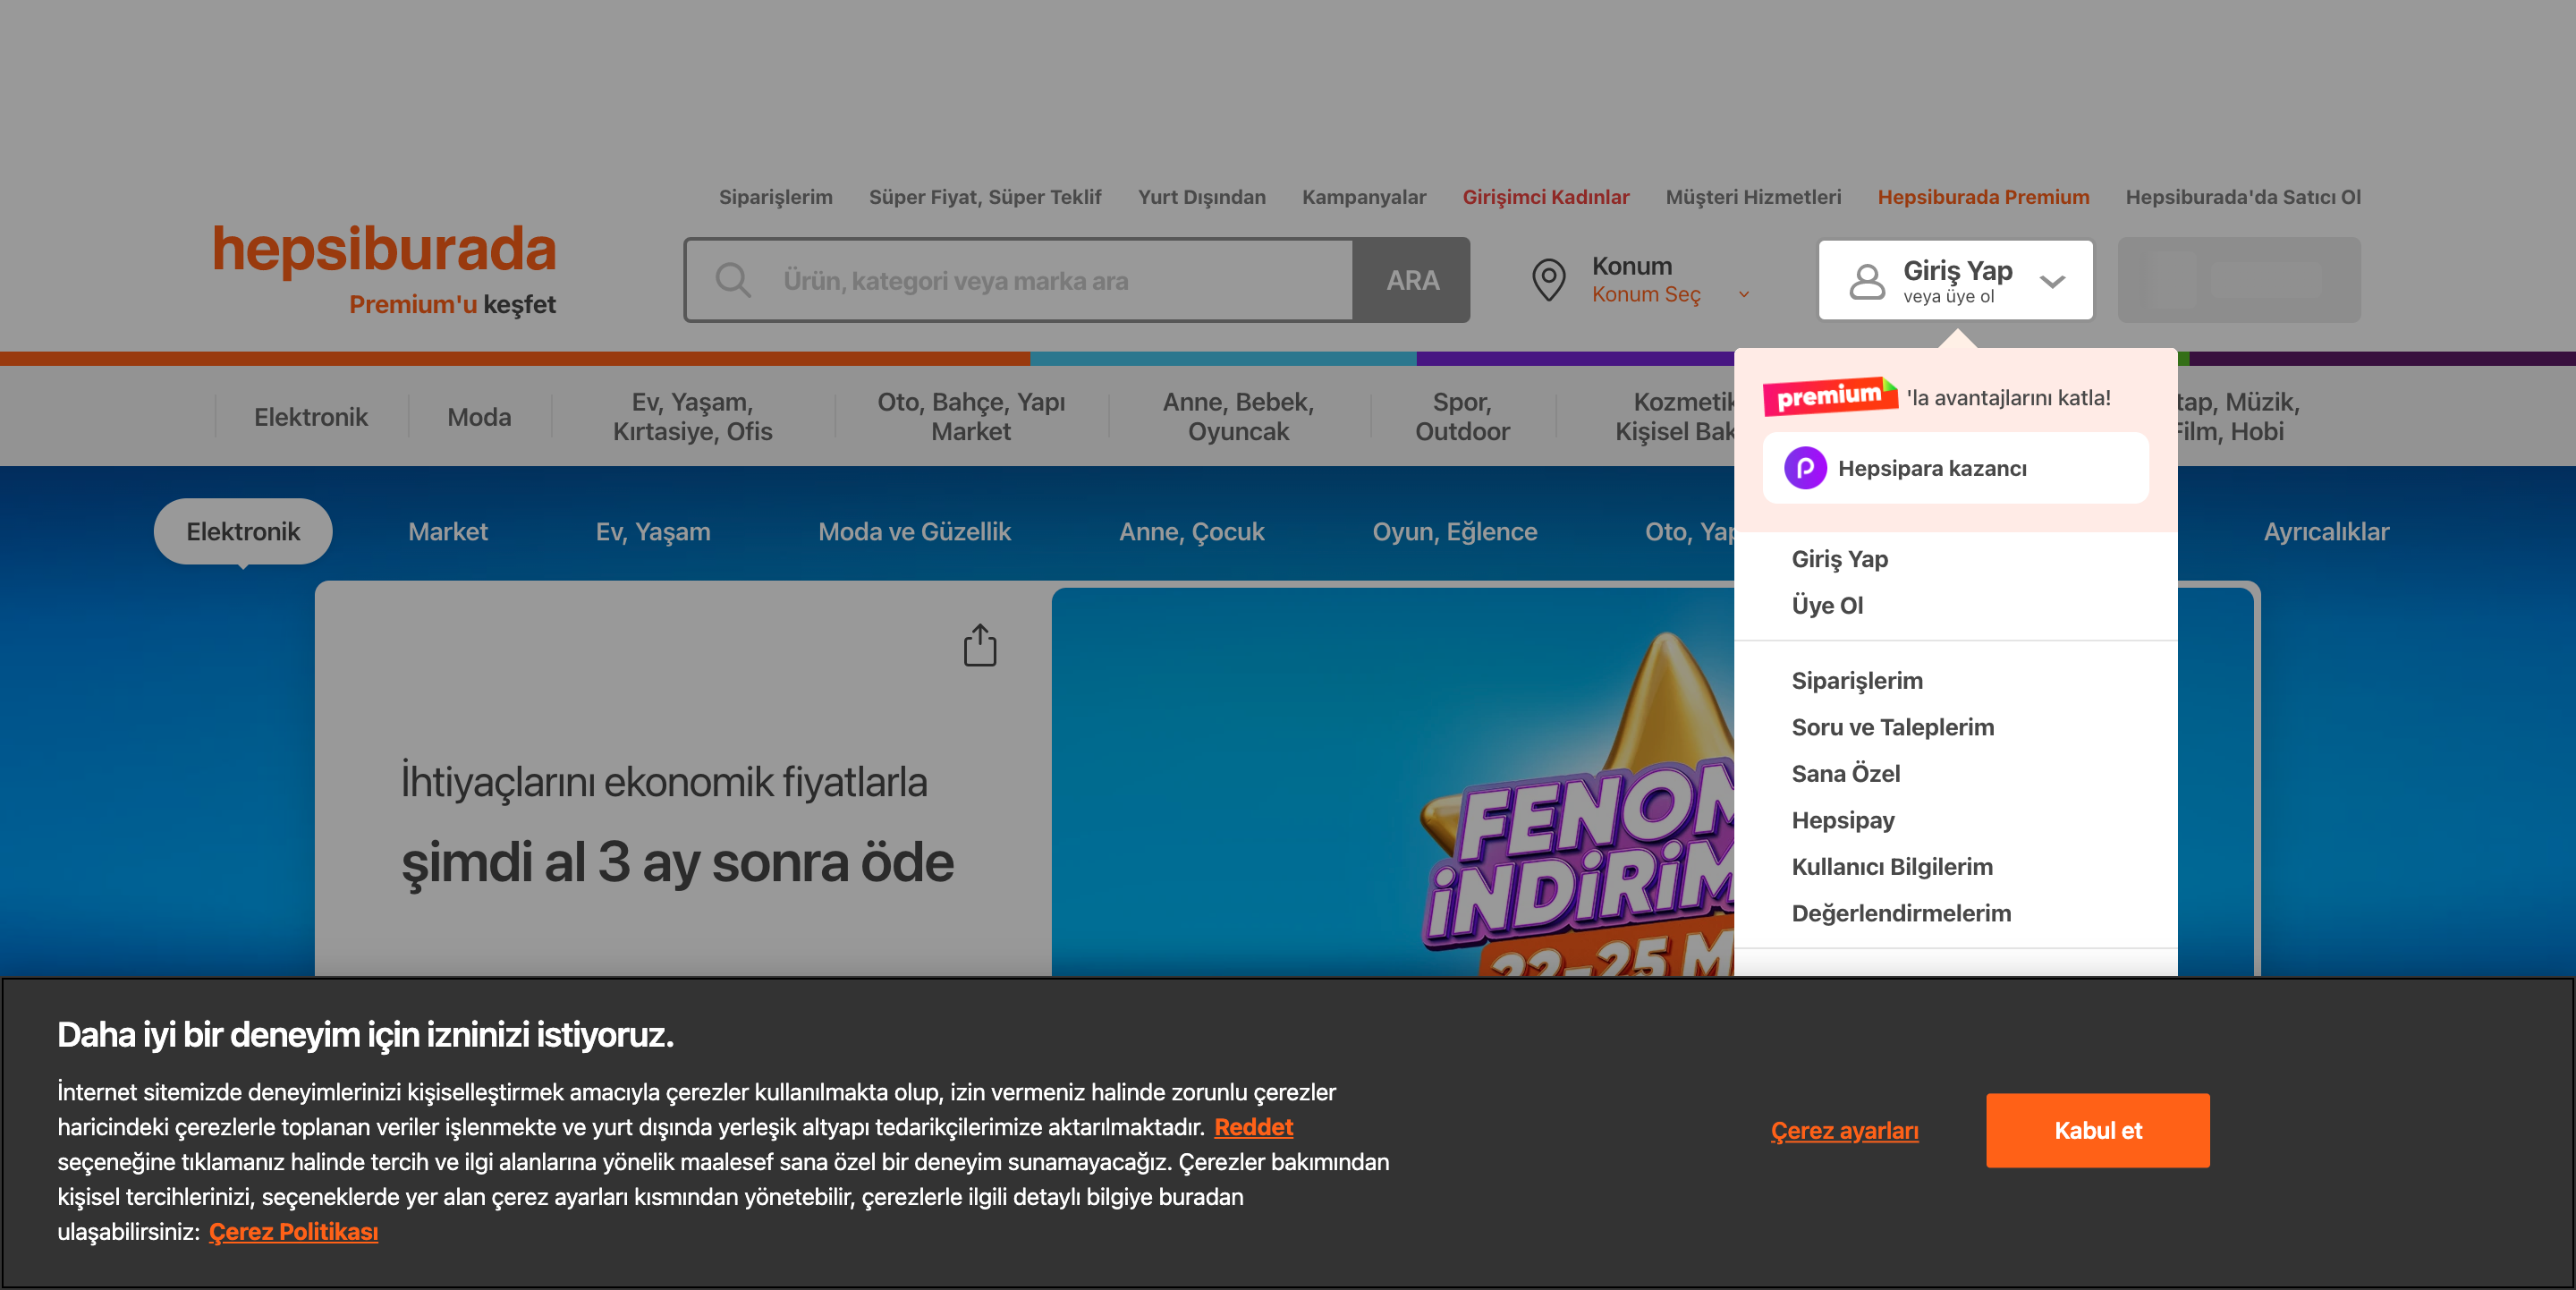 Siparişlerim Süper Fiyat, Süper Teklif Yurt Dışından Kampanyalar Girişimci Kadınlar Müşteri Hizmetleri Hepsiburada Premium Hepsiburada'da Satıcı Ol
hepsiburada
Premium'u keşfet
Ürün, kategori veya marka ara
ARA
Konum
Konum Seç
Giriş Yap
veya üye ol
Elektronik
Moda
Ev, Yaşam,
Kırtasiye, Ofis
Oto, Bahçe, Yapı
Market
Anne, Bebek,
Oyuncak
Spor,
Outdoor
Kozmetik
Kişisel Bak
tap, Müzik,
Film, Hobi
premium 'la avantajlarını katla!
Hepsipara kazancı
Giriş Yap
Üye Ol
Siparişlerim
Soru ve Taleplerim
Sana Özel
Hepsipay
Kullanıcı Bilgilerim
Değerlendirmelerim
Elektronik Market Ev, Yaşam Moda ve Güzellik Anne, Çocuk Oyun, Eğlence Oto, Yap Ayrıcalıklar
İhtiyaçlarını ekonomik fiyatlarla
şimdi al 3 ay sonra öde
FENOM
İNDİRİM
22-25 M
Daha iyi bir deneyim için izninizi istiyoruz.
İnternet sitemizde deneyimlerinizi kişiselleştirmek amacıyla çerezler kullanılmakta olup, izin vermeniz halinde zorunlu çerezler
haricindeki çerezlerle toplanan veriler işlenmekte ve yurt dışında yerleşik altyapı tedarikçilerimize aktarılmaktadır. Reddet
seçeneğine tıklamanız halinde tercih ve ilgi alanlarına yönelik maalesef sana özel bir deneyim sunamayacağız. Çerezler bakımından
kişisel tercihlerinizi, seçeneklerde yer alan çerez ayarları kısmından yönetebilir, çerezlerle ilgili detaylı bilgiye buradan
ulaşabilirsiniz: Çerez Politikası
Çerez ayarları
Kabul et